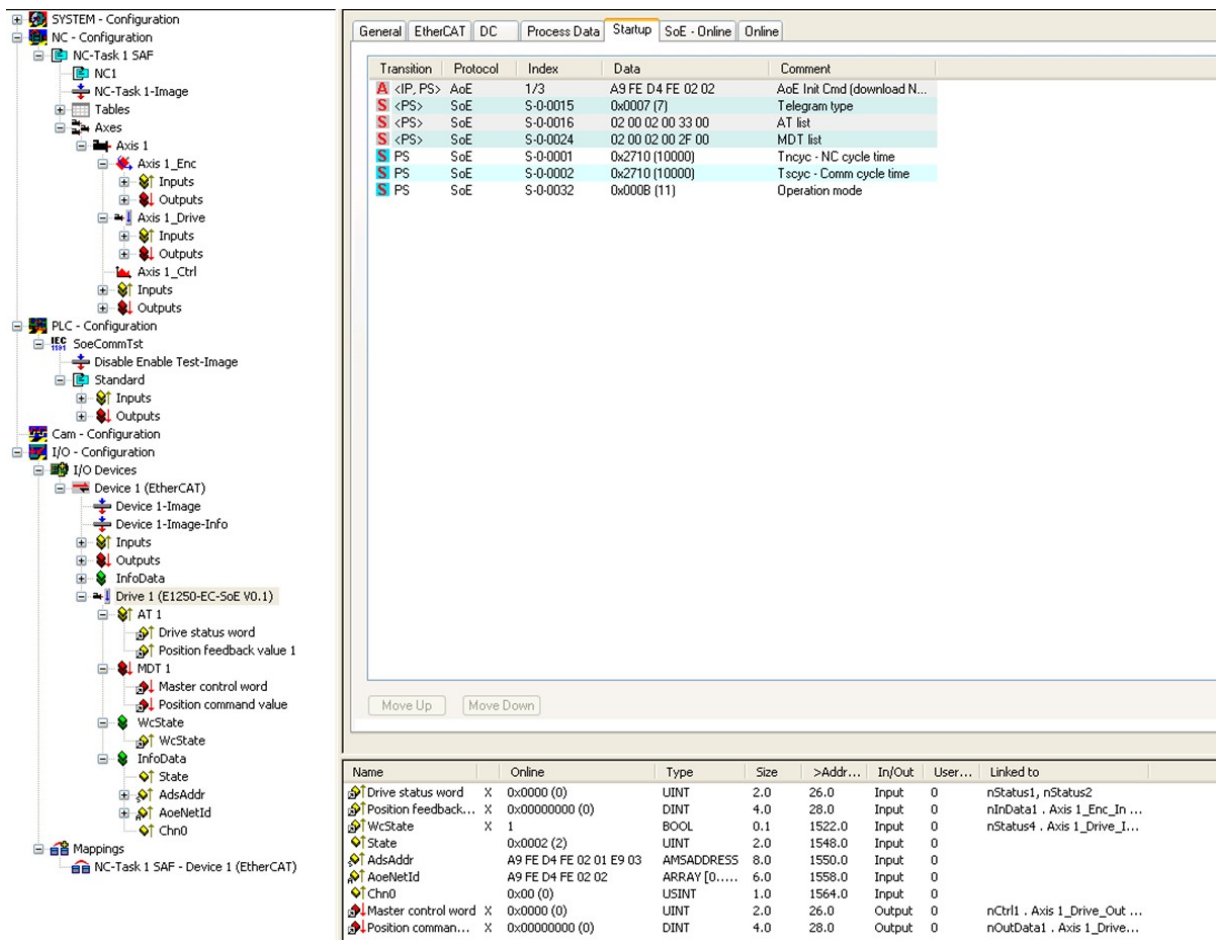 SYSTEM - Configuration
NC - Configuration
NC-Task 1 SAF
NC1
NC-Task 1-Image
Tables
Axes
Axis 1
Axis 1_Enc
Inputs
Outputs
Axis 1_Drive
Inputs
Outputs
Axis 1_Ctrl
Inputs
Outputs
PLC - Configuration
IEC 1131 SoeCommTst
Disable Enable Test-Image
Standard
Inputs
Outputs
Cam - Configuration
I/O - Configuration
I/O Devices
Device 1 (EtherCAT)
Device 1-Image
Device 1-Image-Info
Inputs
Outputs
InfoData
Drive 1 (E1250-EC-SoE V0.1)
AT 1
Drive status word
Position feedback value 1
MDT 1
Master control word
Position command value
WcState
WcState
InfoData
State
AdsAddr
AoeNetId
Chn0
Mappings
NC-Task 1 SAF - Device 1 (EtherCAT)
General EtherCAT DC Process Data Startup SoE - Online Online
Transition Protocol Index Data Comment
A <IP, PS> AoE 1/3 A9 FE D4 FE 02 02 AoE Init Cmd (download N...
S <PS> SoE S-0-0015 0x0007 (7) Telegram type
S <PS> SoE S-0-0016 02 00 02 00 33 00 AT list
S <PS> SoE S-0-0024 02 00 02 00 2F 00 MDT list
S PS SoE S-0-0001 0x2710 (10000) Tncyc - NC cycle time
S PS SoE S-0-0002 0x2710 (10000) Tscyc - Comm cycle time
S PS SoE S-0-0032 0x000B (11) Operation mode
Move Up Move Down
Name Online Type Size >Addr... In/Out User... Linked to
Drive status word X 0x0000 (0) UINT 2.0 26.0 Input 0 nStatus1, nStatus2
Position feedback... X 0x00000000 (0) DINT 4.0 28.0 Input 0 nInData1 . Axis 1_Enc_In ...
WcState X 1 BOOL 0.1 1522.0 Input 0 nStatus4 . Axis 1_Drive_I...
State 0x0002 (2) UINT 2.0 1548.0 Input 0
AdsAddr A9 FE D4 FE 02 01 E9 03 AMSADDRESS 8.0 1550.0 Input 0
AoeNetId A9 FE D4 FE 02 02 ARRAY [0..... 6.0 1558.0 Input 0
Chn0 0x00 (0) USINT 1.0 1564.0 Input 0
Master control word X 0x0000 (0) UINT 2.0 26.0 Output 0 nCtrl1 . Axis 1_Drive_Out ...
Position comman... X 0x00000000 (0) DINT 4.0 28.0 Output 0 nOutData1 . Axis 1_Drive...